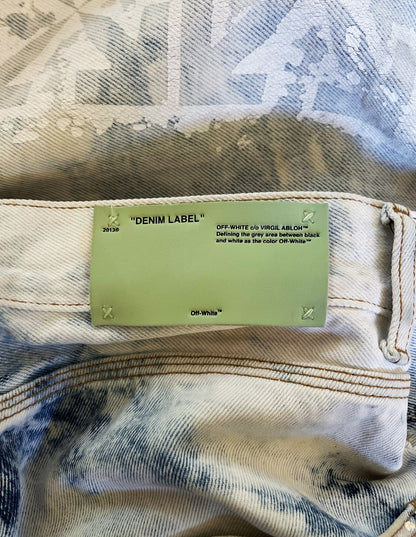 "DENIM LABEL"
20130
OFF-WHITE c/o VIRGIL ABLOH™
Defining the grey area between black
and white as the color Off-White™
Off-White™